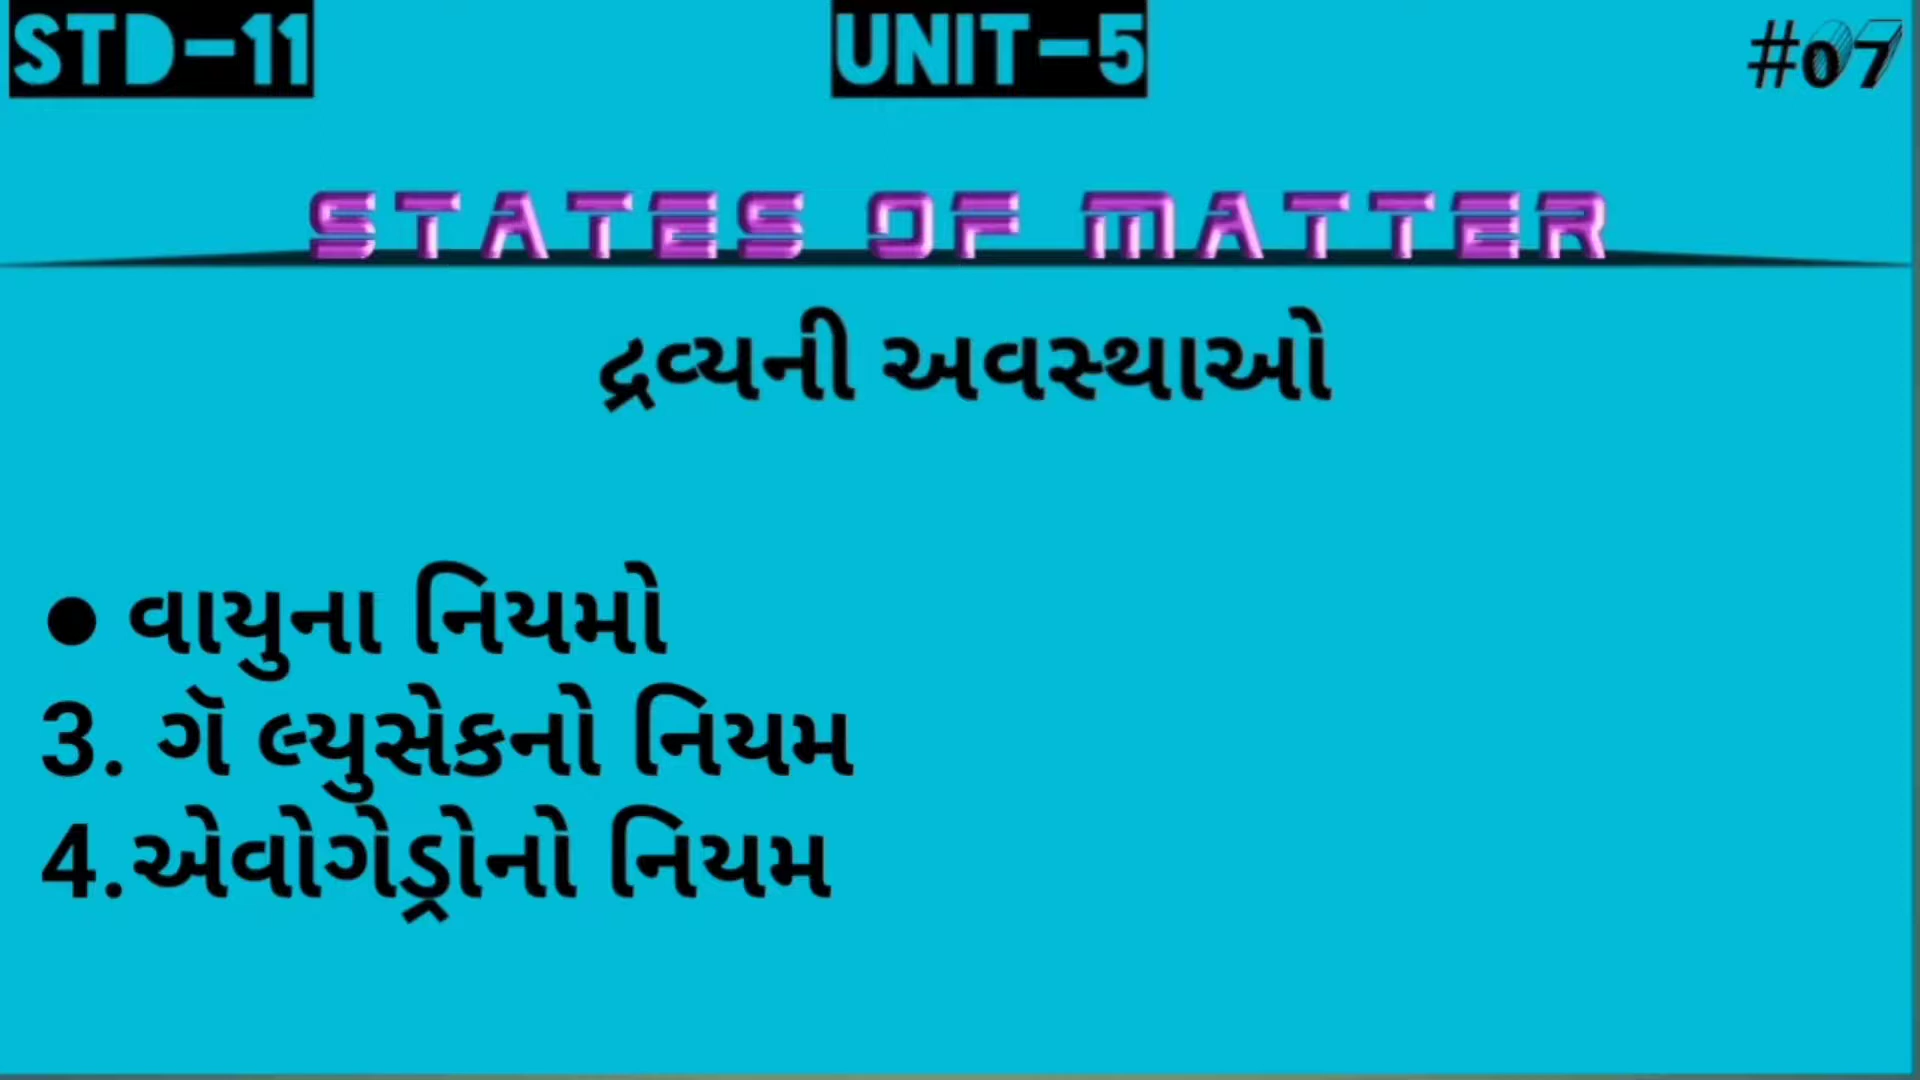 STD-11 UNIT-5 #07
STATES OF MATTER
દ્રવ્યની અવસ્થાઓ
● વાયુના નિયમો
3. ગૅ લ્યુસેકનો નિયમ
4.એવોગેડ્રોનો નિયમ